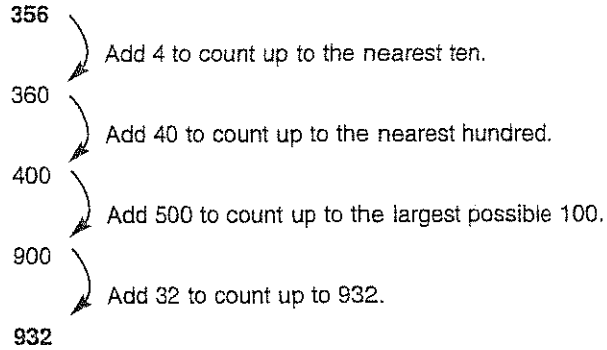 356
Add 4 to count up to the nearest ten.
360
Add 40 to count up to the nearest hundred.
400
Add 500 to count up to the largest possible 100.
900
Add 32 to count up to 932.
932